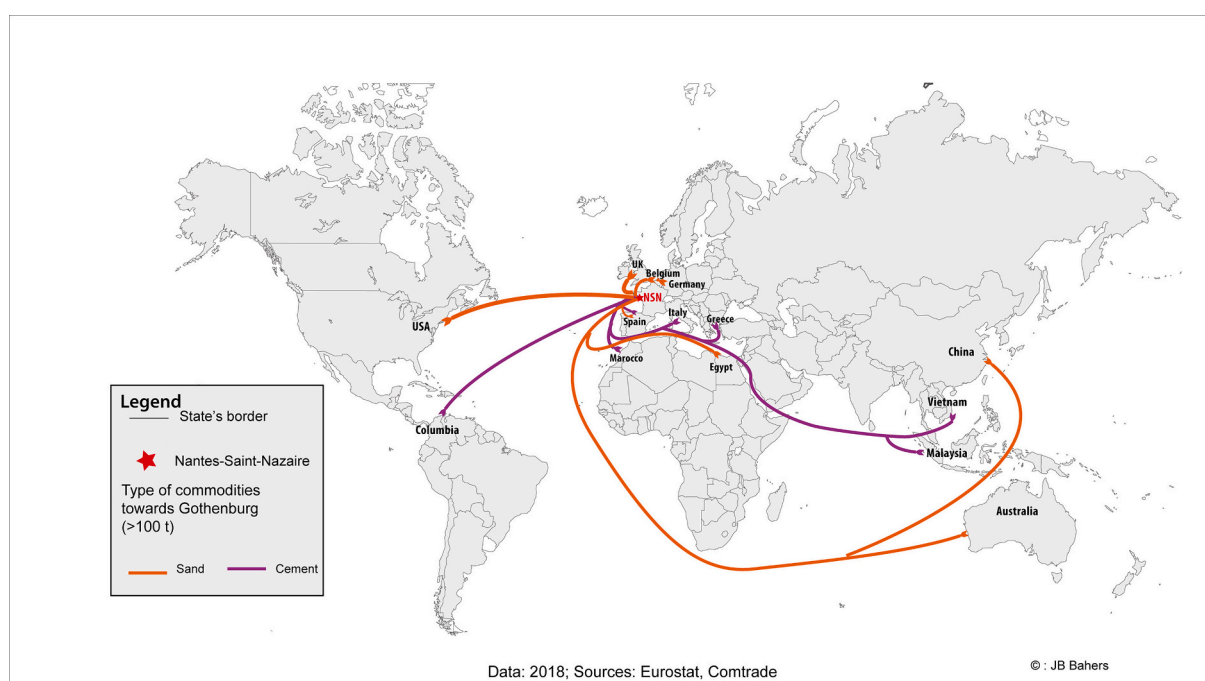 UK
Belgium
Germany
NSN
USA
Spain
Italy
Greece
Marocco
Egypt
China
Vietnam
Columbia
Malaysia
Australia
Legend
State's border
Nantes-Saint-Nazaire
Type of commodities
towards Gothenburg
(>100 t)
Sand
Cement
Data: 2018; Sources: Eurostat, Comtrade
© : JB Bahers